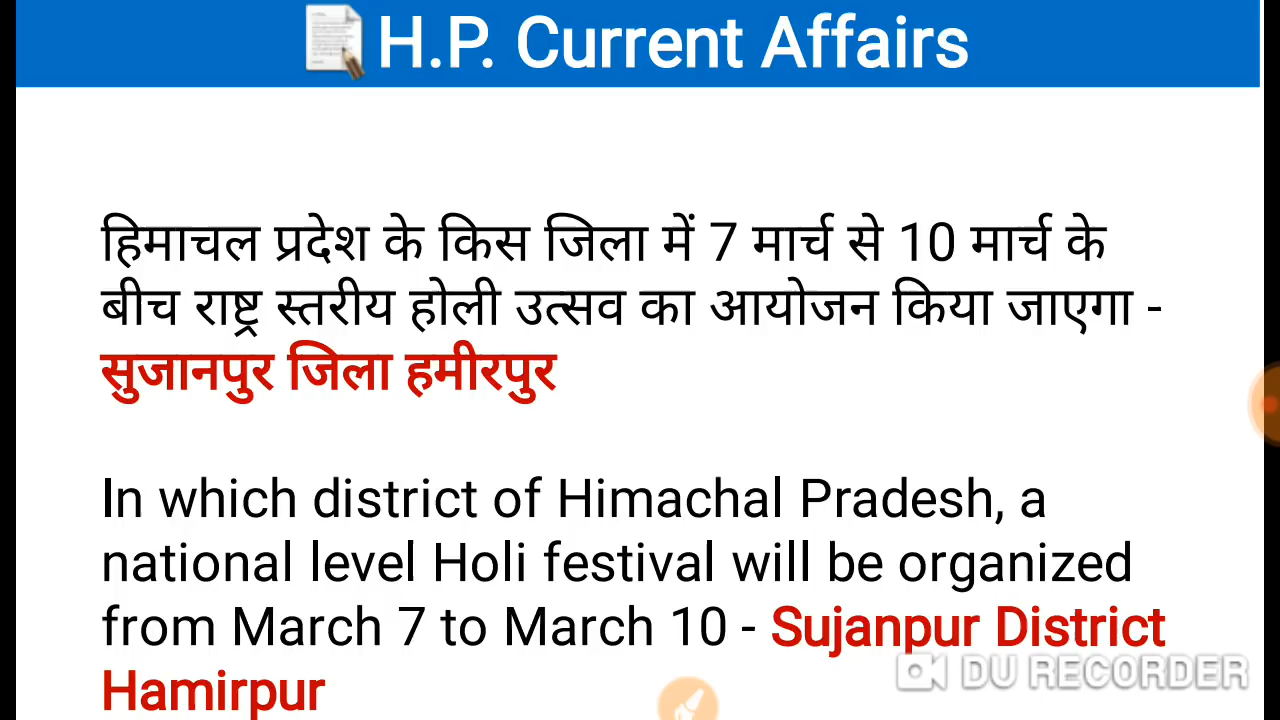 H.P. Current Affairs
हिमाचल प्रदेश के किस जिला में 7 मार्च से 10 मार्च के
बीच राष्ट्र स्तरीय होली उत्सव का आयोजन किया जाएगा -
सुजानपुर जिला हमीरपुर
In which district of Himachal Pradesh, a
national level Holi festival will be organized
from March 7 to March 10 - Sujanpur District
Hamirpur
DU RECORDER